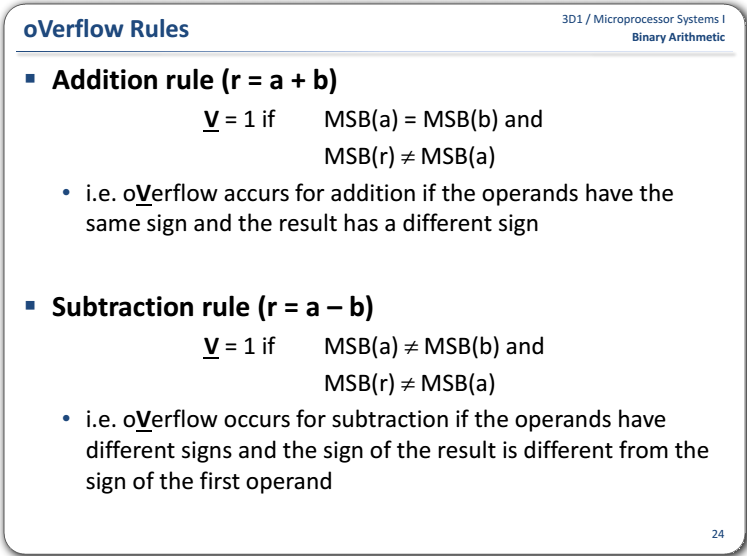 oVerflow Rules
3D1 / Microprocessor Systems I
Binary Arithmetic
▪ Addition rule (r = a + b)
V = 1 if MSB(a) = MSB(b) and
MSB(r) ≠ MSB(a)
• i.e. oVerflow accurs for addition if the operands have the
same sign and the result has a different sign
▪ Subtraction rule (r = a – b)
V = 1 if MSB(a) ≠ MSB(b) and
MSB(r) ≠ MSB(a)
• i.e. oVerflow occurs for subtraction if the operands have
different signs and the sign of the result is different from the
sign of the first operand
24